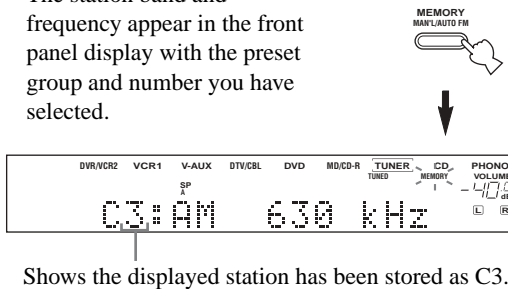 The station band and
frequency appear in the front
panel display with the preset
group and number you have
selected.
MEMORY
MAN'L/AUTO FM
DVR/VCR2 VCR1 V-AUX DTV/CBL DVD MD/CD-R TUNER CD PHONO
TUNED MEMORY VOLUME
SP
A
dB
L R
C3:AM 630 kHz
Shows the displayed station has been stored as C3.